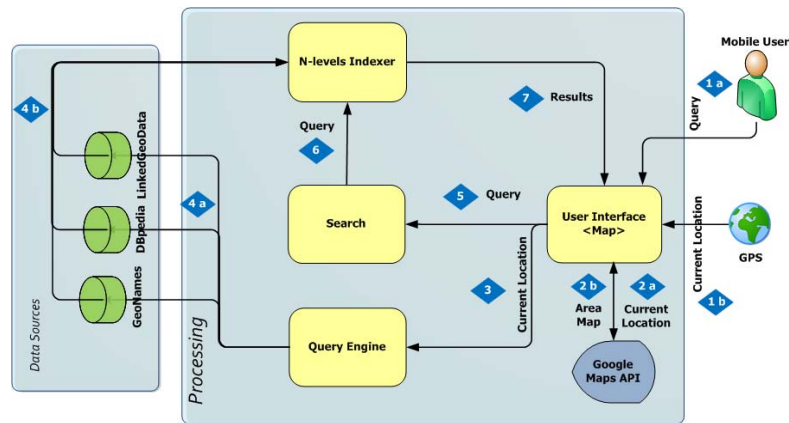 Mobile User
N-levels Indexer
1 a
4 b
7 Results
Query
Query
6
LinkedGeoData
4 a
5 Query
Search
User Interface
<Map>
DBpedia
GPS
Current Location
3
Current Location
2 b
2 a
Area
Map
Current
Location
1 b
GeoNames
Query Engine
Google
Maps API
Data Sources
Processing